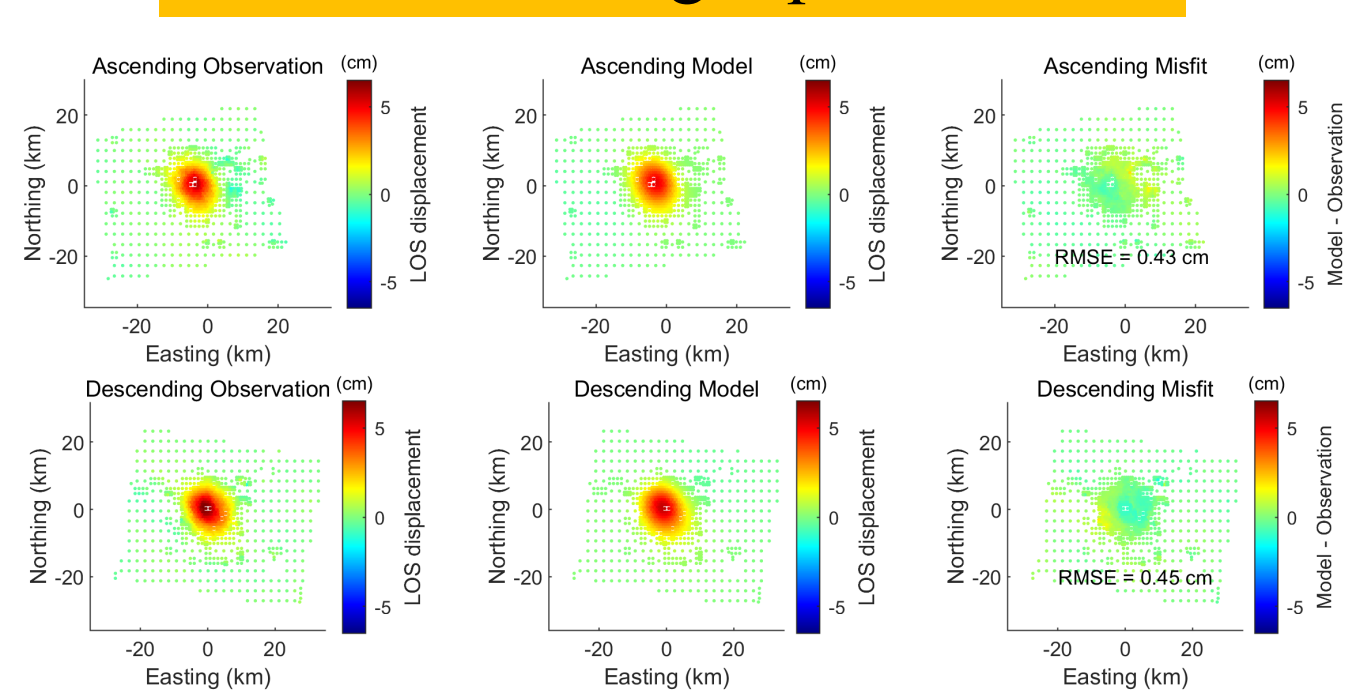 Ascending Observation (cm)
Northing (km)
20
0
-20
-20 0 20
Easting (km)
5
0
-5
LOS displacement
Ascending Model (cm)
Northing (km)
20
0
-20
-20 0 20
Easting (km)
5
0
-5
LOS displacement
Ascending Misfit (cm)
Northing (km)
20
0
-20
RMSE = 0.43 cm
-20 0 20
Easting (km)
5
0
-5
Model - Observation
Descending Observation (cm)
Northing (km)
20
0
-20
-20 0 20
Easting (km)
5
0
-5
LOS displacement
Descending Model (cm)
Northing (km)
20
0
-20
-20 0 20
Easting (km)
5
0
-5
LOS displacement
Descending Misfit (cm)
Northing (km)
20
0
-20
RMSE = 0.45 cm
-20 0 20
Easting (km)
5
0
-5
Model - Observation